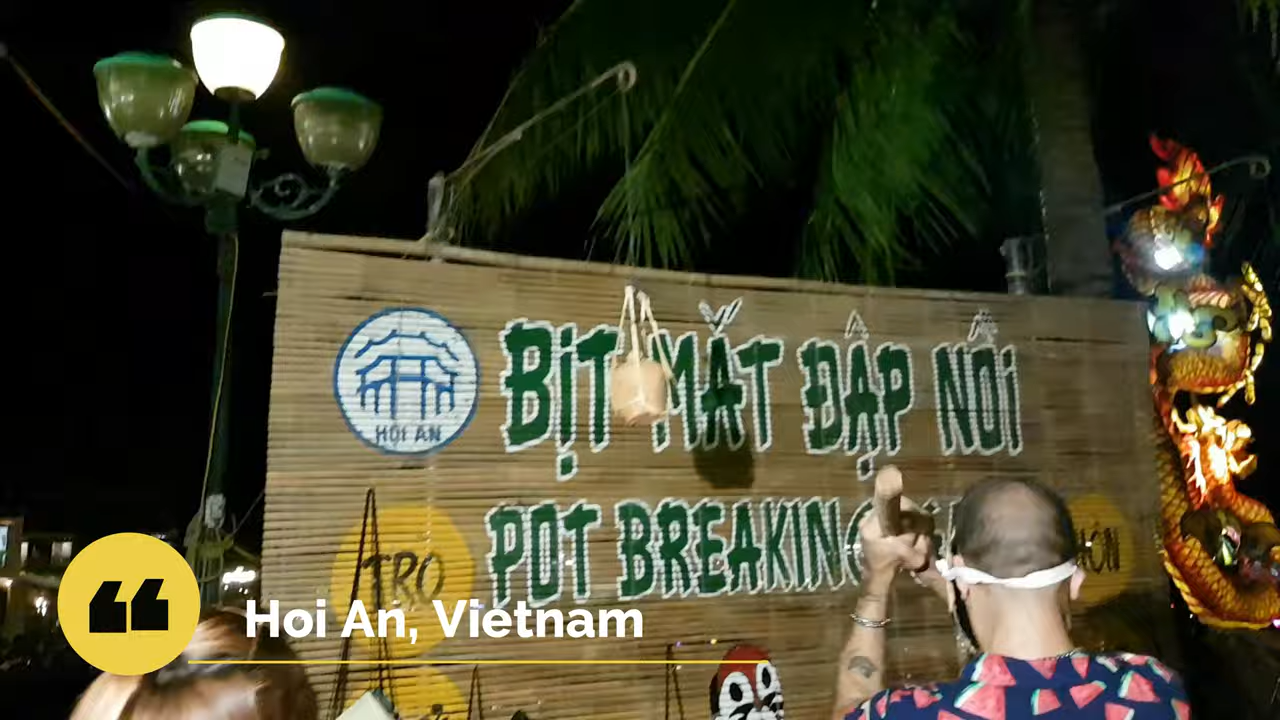 HỘI AN
BỊT MẮT ĐẬP NỒI
POT BREAKING
TRÒ
Hoi An, Vietnam